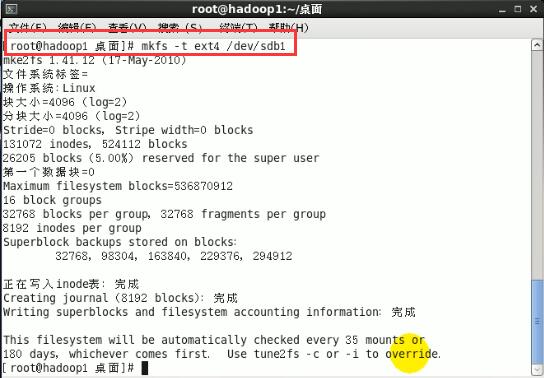 root@hadoop1:~/桌面
文件(F) 编辑(E) 查看(V) 搜索 (S) 终端(T) 帮助(H)
[root@hadoop1 桌面]# mkfs -t ext4 /dev/sdb1
mke2fs 1.41.12 (17-May-2010)
文件系统标签=
操作系统:Linux
块大小=4096 (log=2)
分块大小=4096 (log=2)
Stride=0 blocks, Stripe width=0 blocks
131072 inodes, 524112 blocks
26205 blocks (5.00%) reserved for the super user
第一个数据块=0
Maximum filesystem blocks=536870912
16 block groups
32768 blocks per group, 32768 fragments per group
8192 inodes per group
Superblock backups stored on blocks:
32768, 98304, 163840, 229376, 294912
正在写入inode表: 完成
Creating journal (8192 blocks): 完成
Writing superblocks and filesystem accounting information: 完成
This filesystem will be automatically checked every 35 mounts or
180 days, whichever comes first. Use tune2fs -c or -i to override.
[root@hadoop1 桌面]#